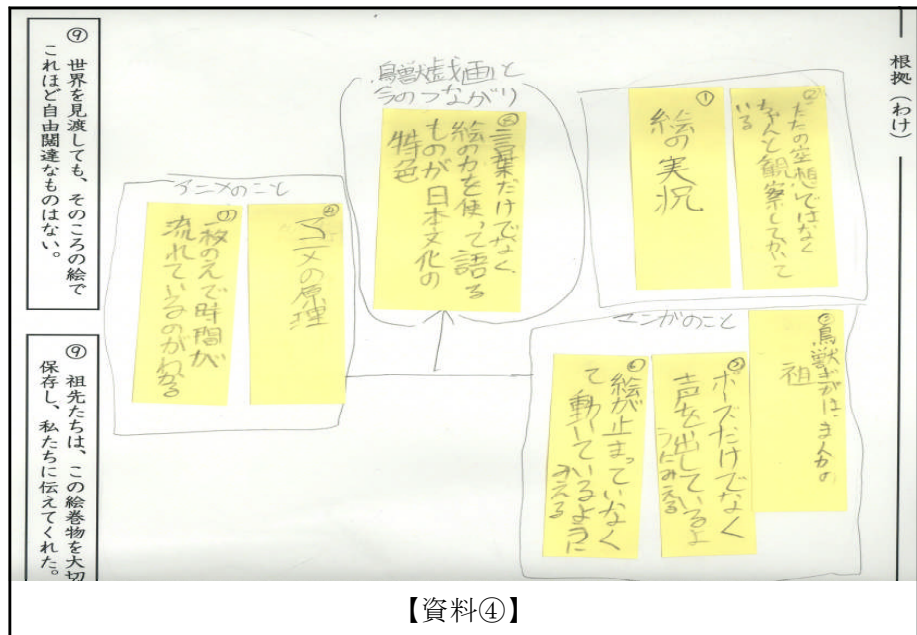 根拠（わけ）
②ただの空想ではなく
ちゃんと観察してかいて
いる
①
絵の実況
③鳥獣ぎがは、まんがの
祖
マンガのこと
ポーズだけでなく
声を出しているよ
うにみえる
絵が止まっていなく
て動いているように
みえる
鳥獣戯画と
今のつながり
言葉だけでなく、
絵の力を使って語る
ものが日本文化の
特色
アニメのこと
アニメの原理
一枚のえで時間が
流れているのがわかる
⑨　世界を見渡しても、そのころの絵で
これほど自由闊達なものはない。
⑨　祖先たちは、この絵巻物を大切
保存し、私たちに伝えてくれた。
【資料④】